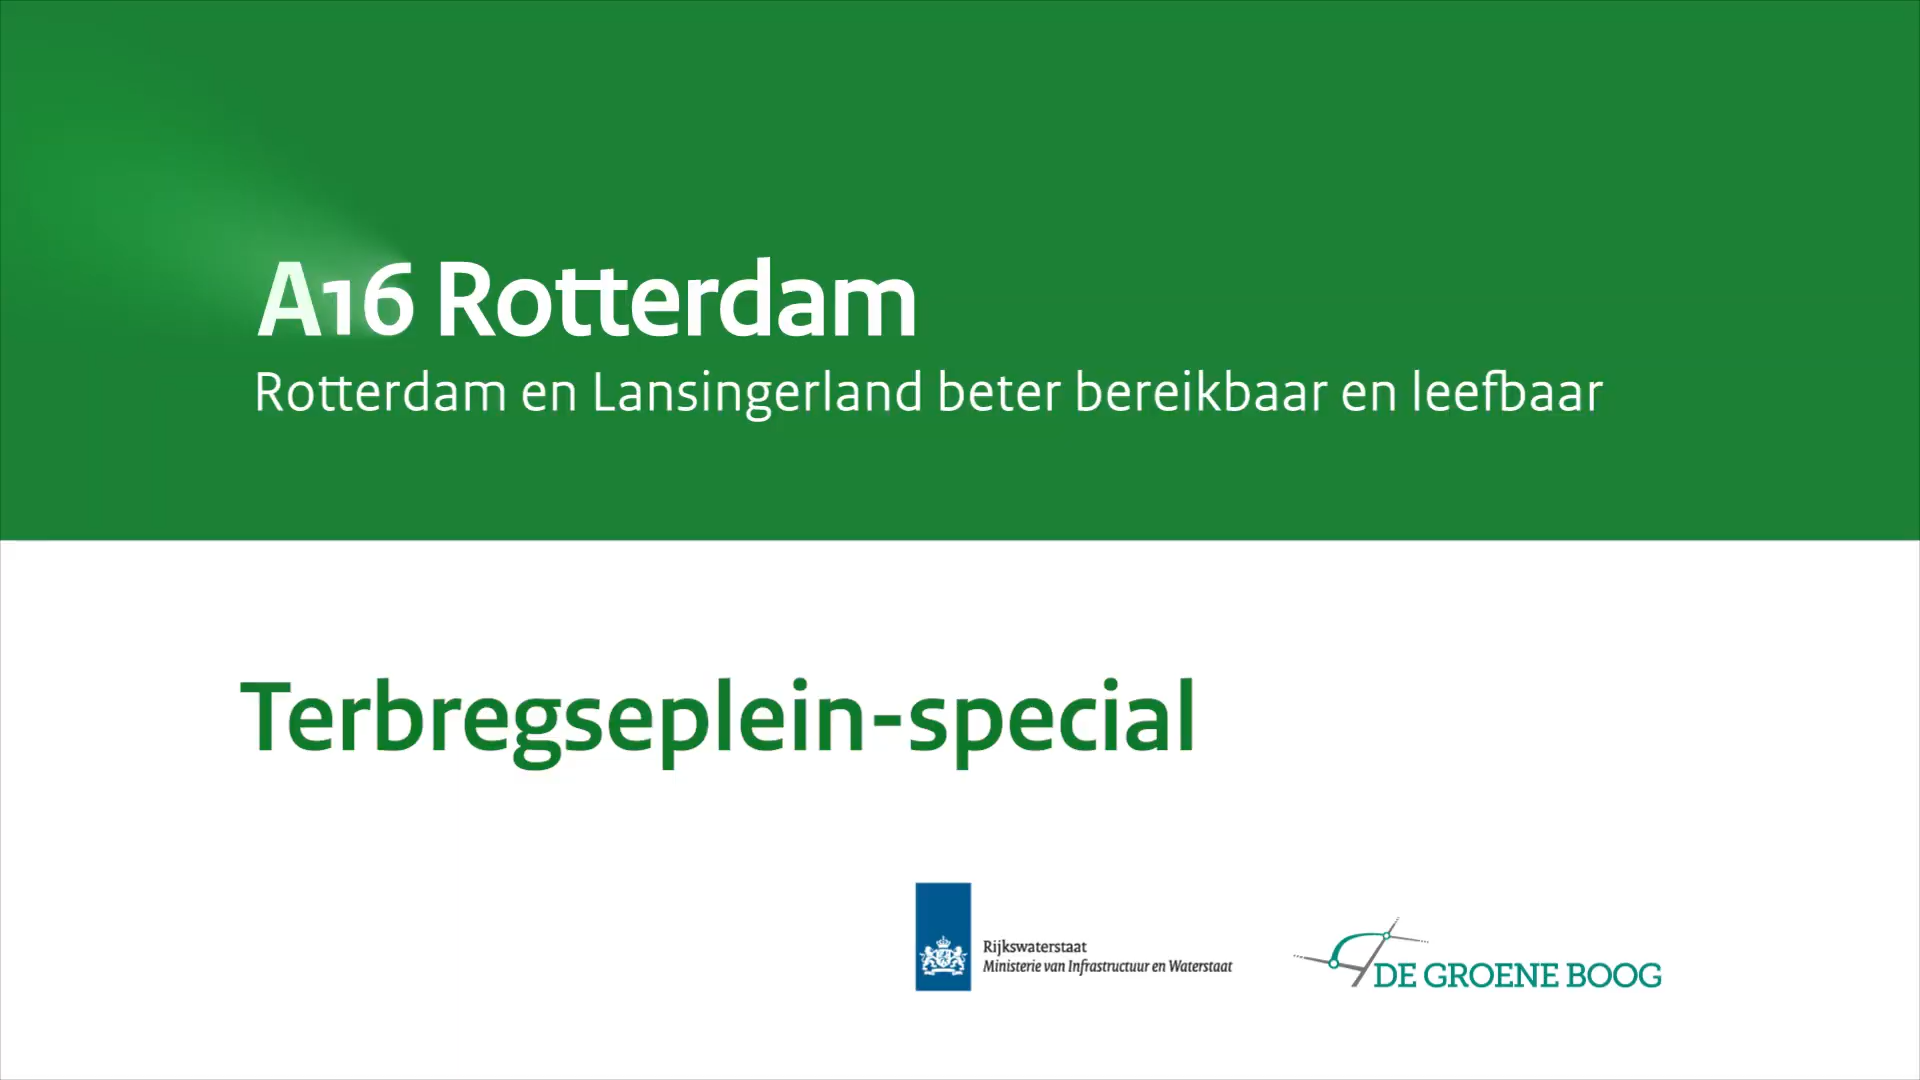 A16 Rotterdam
Rotterdam en Lansingerland beter bereikbaar en leefbaar
Terbregseplein-special
Rijkswaterstaat
Ministerie van Infrastructuur en Waterstaat
DE GROENE BOOG